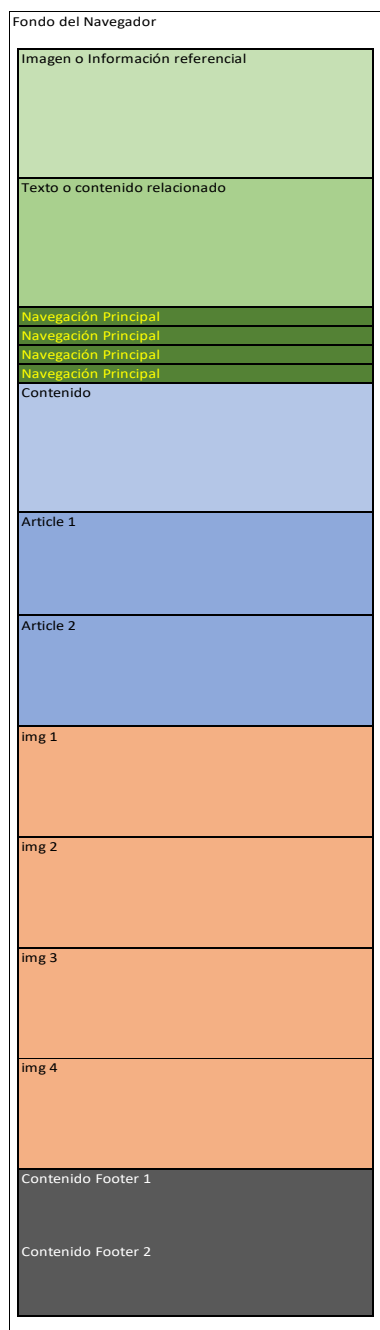 Fondo del Navegador
Imagen o Información referencial
Texto o contenido relacionado
Navegación Principal
Navegación Principal
Navegación Principal
Navegación Principal
Contenido
Article 1
Article 2
img 1
img 2
img 3
img 4
Contenido Footer 1
Contenido Footer 2